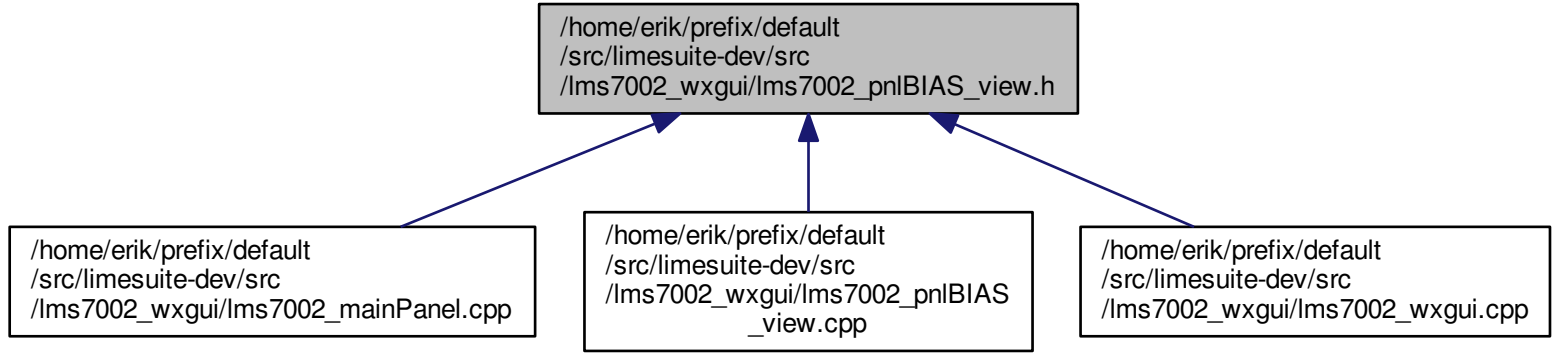 /home/erik/prefix/default
/src/limesuite-dev/src
/lms7002_wxgui/lms7002_pnlBIAS_view.h
/home/erik/prefix/default
/src/limesuite-dev/src
/lms7002_wxgui/lms7002_mainPanel.cpp
/home/erik/prefix/default
/src/limesuite-dev/src
/lms7002_wxgui/lms7002_pnlBIAS
_view.cpp
/home/erik/prefix/default
/src/limesuite-dev/src
/lms7002_wxgui/lms7002_wxgui.cpp